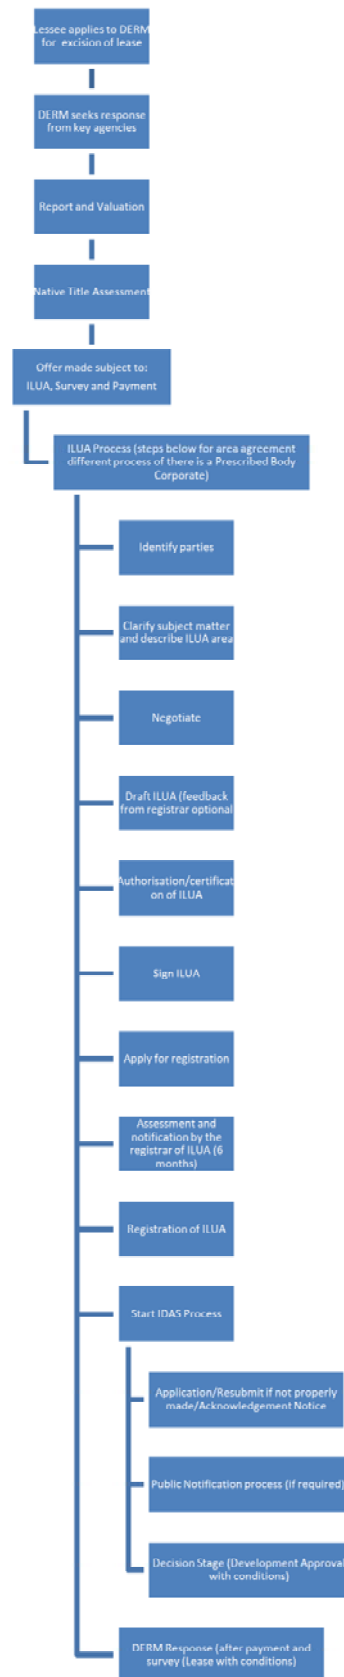 Lessee applies to DERM
for excision of lease
DERM seeks response
from key agencies
Report and Valuation
Native Title Assessment
Offer made subject to:
ILUA, Survey and Payment
ILUA Process (steps below for area agreement
different process of there is a Prescribed Body
Corporate)
Identify parties
Clarify subject matter
and describe ILUA area
Negotiate
Draft ILUA (feedback
from registrar optional
Authorisation/certificati
on of ILUA
Sign ILUA
Apply for registration
Assessment and
notification by the
registrar of ILUA (6
months)
Registration of ILUA
Start IDAS Process
Application/Resubmit if not properly
made/Acknowledgement Notice
Public Notification process (if required)
Decision Stage (Development Approval
with conditions)
DERM Response (after payment and
survey (Lease with conditions)